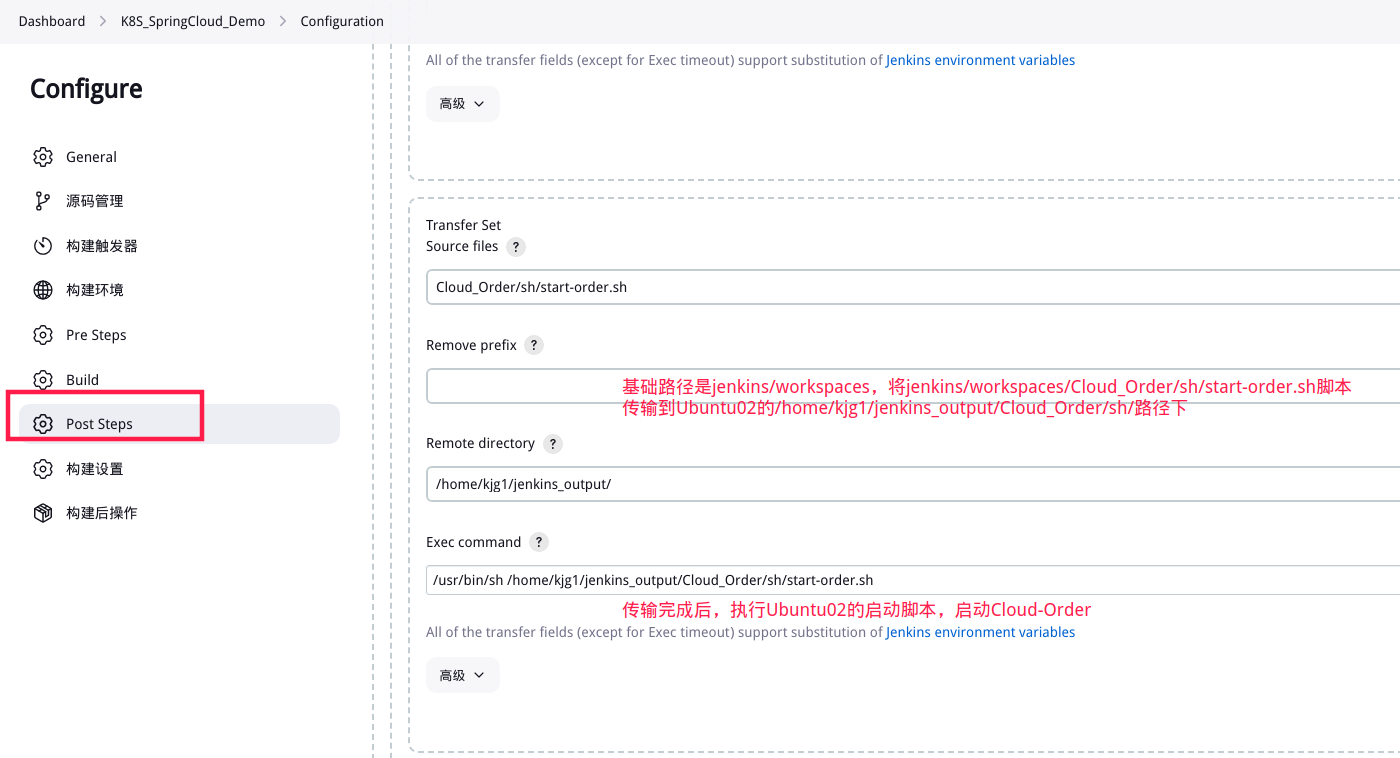 Dashboard > K8S_SpringCloud_Demo > Configuration
Configure
General
源码管理
构建触发器
构建环境
Pre Steps
Build
Post Steps
构建设置
构建后操作
All of the transfer fields (except for Exec timeout) support substitution of Jenkins environment variables
高级
Transfer Set
Source files ?
Cloud_Order/sh/start-order.sh
Remove prefix ?
基础路径是jenkins/workspaces，将jenkins/workspaces/Cloud_Order/sh/start-order.sh脚本
传输到Ubuntu02的/home/kjg1/jenkins_output/Cloud_Order/sh/路径下
Remote directory ?
/home/kjg1/jenkins_output/
Exec command ?
/usr/bin/sh /home/kjg1/jenkins_output/Cloud_Order/sh/start-order.sh
传输完成后，执行Ubuntu02的启动脚本，启动Cloud-Order
All of the transfer fields (except for Exec timeout) support substitution of Jenkins environment variables
高级